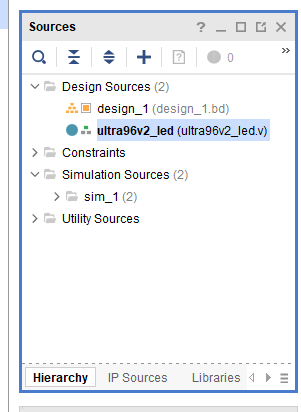 Sources
0
Design Sources (2)
design_1 (design_1.bd)
ultra96v2_led (ultra96v2_led.v)
Constraints
Simulation Sources (2)
sim_1 (2)
Utility Sources
Hierarchy IP Sources Libraries